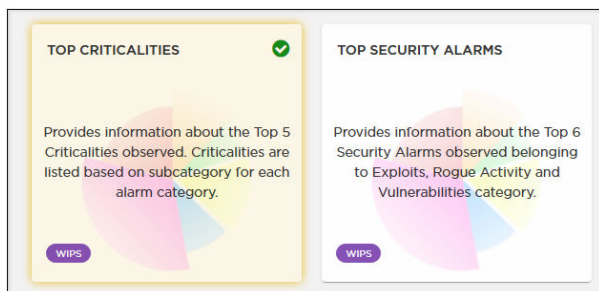 TOP CRITICALITIES
Provides information about the Top 5
Criticalities observed. Criticalities are
listed based on subcategory for each
alarm category.
WIPS
TOP SECURITY ALARMS
Provides information about the Top 6
Security Alarms observed belonging
to Exploits, Rogue Activity and
Vulnerabilities category.
WIPS